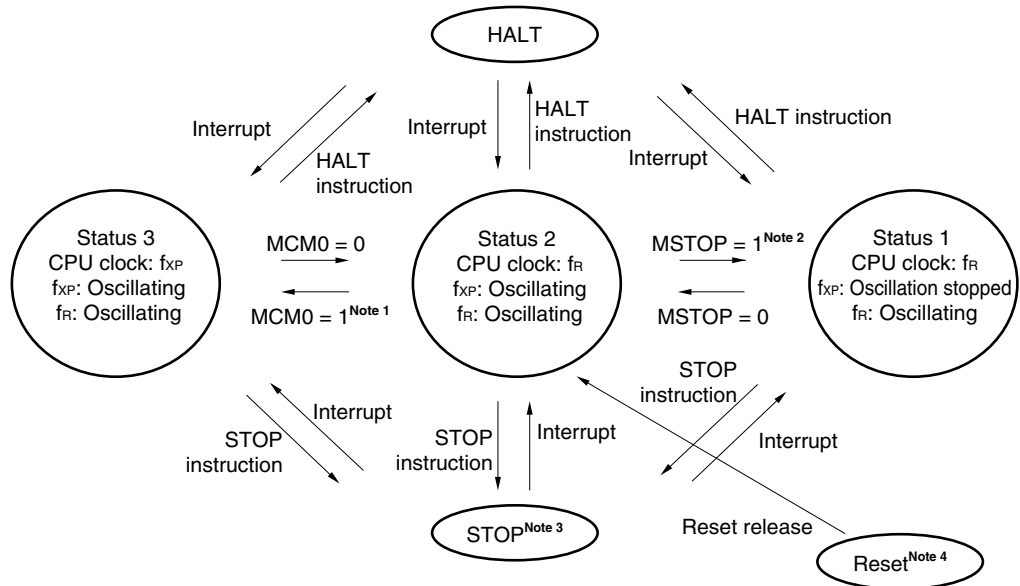 HALT
Interrupt
HALT
instruction
Interrupt
HALT
instruction
Interrupt
HALT instruction
Status 3
CPU clock: fXP
fXP: Oscillating
fR: Oscillating
MCM0 = 0
MCM0 = 1Note 1
Status 2
CPU clock: fR
fXP: Oscillating
fR: Oscillating
MSTOP = 1Note 2
MSTOP = 0
Status 1
CPU clock: fR
fXP: Oscillation stopped
fR: Oscillating
STOP
instruction
Interrupt
STOP
instruction
Interrupt
STOP
instruction
Interrupt
STOPNote 3
Reset release
ResetNote 4